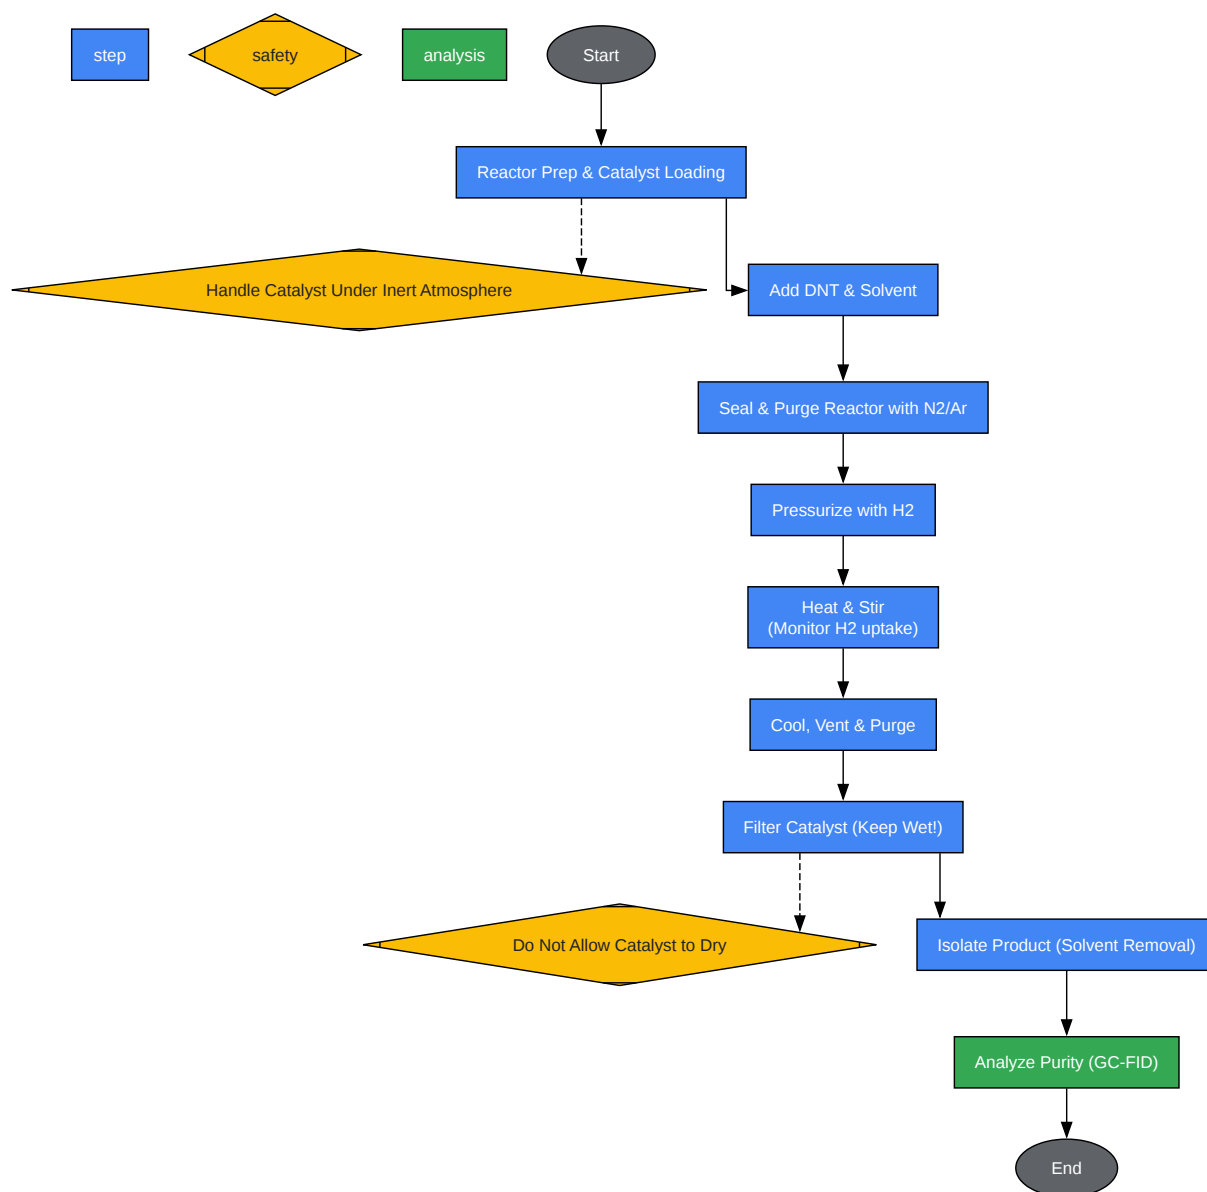 step
safety
analysis
Start
Reactor Prep & Catalyst Loading
Handle Catalyst Under Inert Atmosphere
Add DNT & Solvent
Seal & Purge Reactor with N2/Ar
Pressurize with H2
Heat & Stir
(Monitor H2 uptake)
Cool, Vent & Purge
Filter Catalyst (Keep Wet!)
Do Not Allow Catalyst to Dry
Isolate Product (Solvent Removal)
Analyze Purity (GC-FID)
End